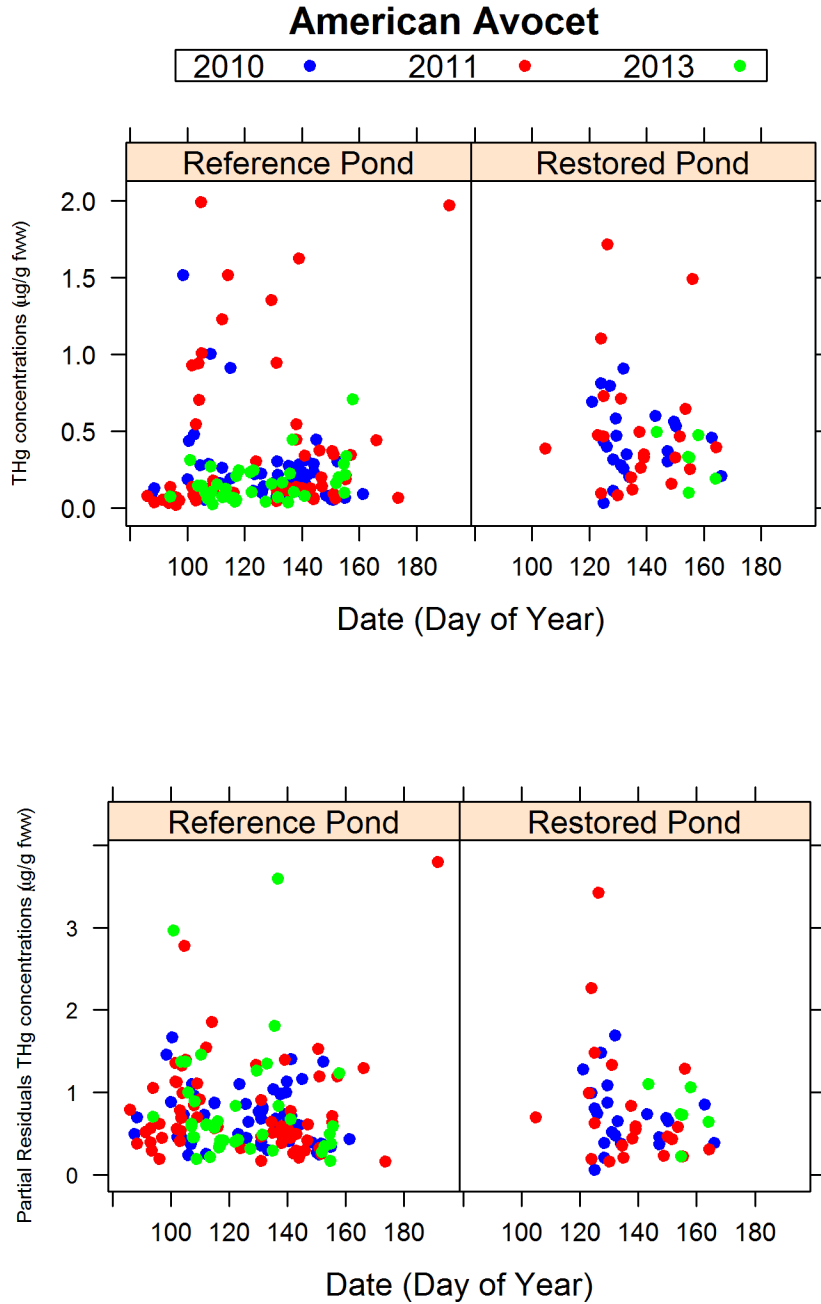 American Avocet
2010 2011 2013
Reference Pond Restored Pond
THg concentrations (µg/g fww)
2.0
1.5
1.0
0.5
0.0
100 120 140 160 180 100 120 140 160 180
Date (Day of Year)
Reference Pond Restored Pond
Partial Residuals THg concentrations (µg/g fww)
3
2
1
0
100 120 140 160 180 100 120 140 160 180
Date (Day of Year)